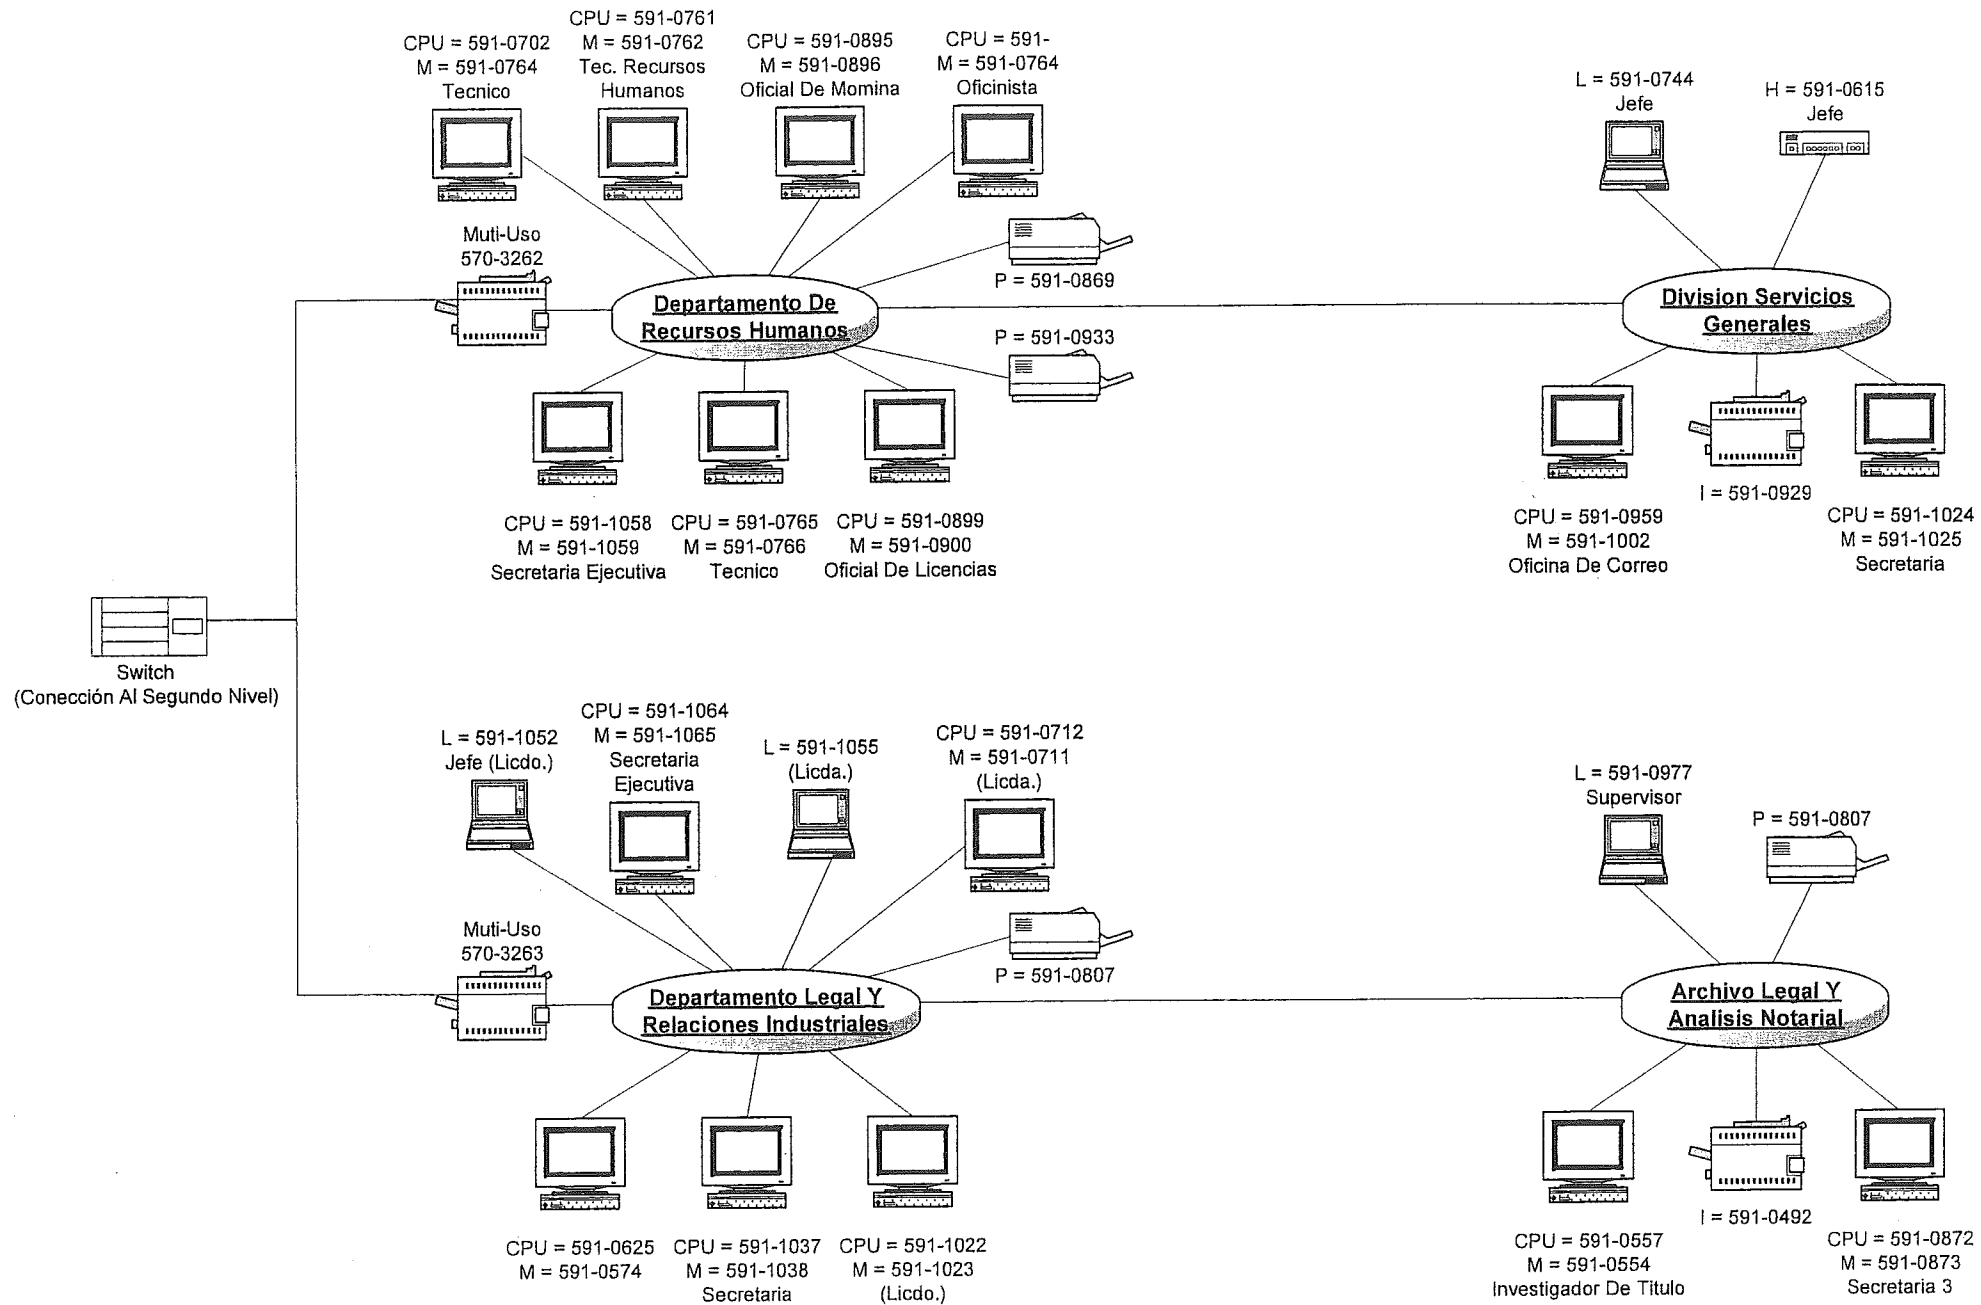 CPU = 591-0702
M = 591-0764
Tecnico
CPU = 591-0761
M = 591-0762
Tec. Recursos
Humanos
CPU = 591-0895
M = 591-0896
Oficial De Momina
CPU = 591-
M = 591-0764
Oficinista
L = 591-0744
Jefe
H = 591-0615
Jefe
Muti-Uso
570-3262
P = 591-0869
Departamento De
Recursos Humanos
Division Servicios
Generales
P = 591-0933
CPU = 591-1058
M = 591-1059
Secretaria Ejecutiva
CPU = 591-0765
M = 591-0766
Tecnico
CPU = 591-0899
M = 591-0900
Oficial De Licencias
CPU = 591-0959
M = 591-1002
Oficina De Correo
I = 591-0929
CPU = 591-1024
M = 591-1025
Secretaria
Switch
(Conección Al Segundo Nivel)
L = 591-1052
Jefe (Licdo.)
CPU = 591-1064
M = 591-1065
Secretaria
Ejecutiva
L = 591-1055
(Licda.)
CPU = 591-0712
M = 591-0711
(Licda.)
L = 591-0977
Supervisor
P = 591-0807
Muti-Uso
570-3263
P = 591-0807
Departamento Legal Y
Relaciones Industriales
Archivo Legal Y
Analisis Notarial
CPU = 591-0625
M = 591-0574
CPU = 591-1037
M = 591-1038
Secretaria
CPU = 591-1022
M = 591-1023
(Licdo.)
CPU = 591-0557
M = 591-0554
Investigador De Titulo
I = 591-0492
CPU = 591-0872
M = 591-0873
Secretaria 3